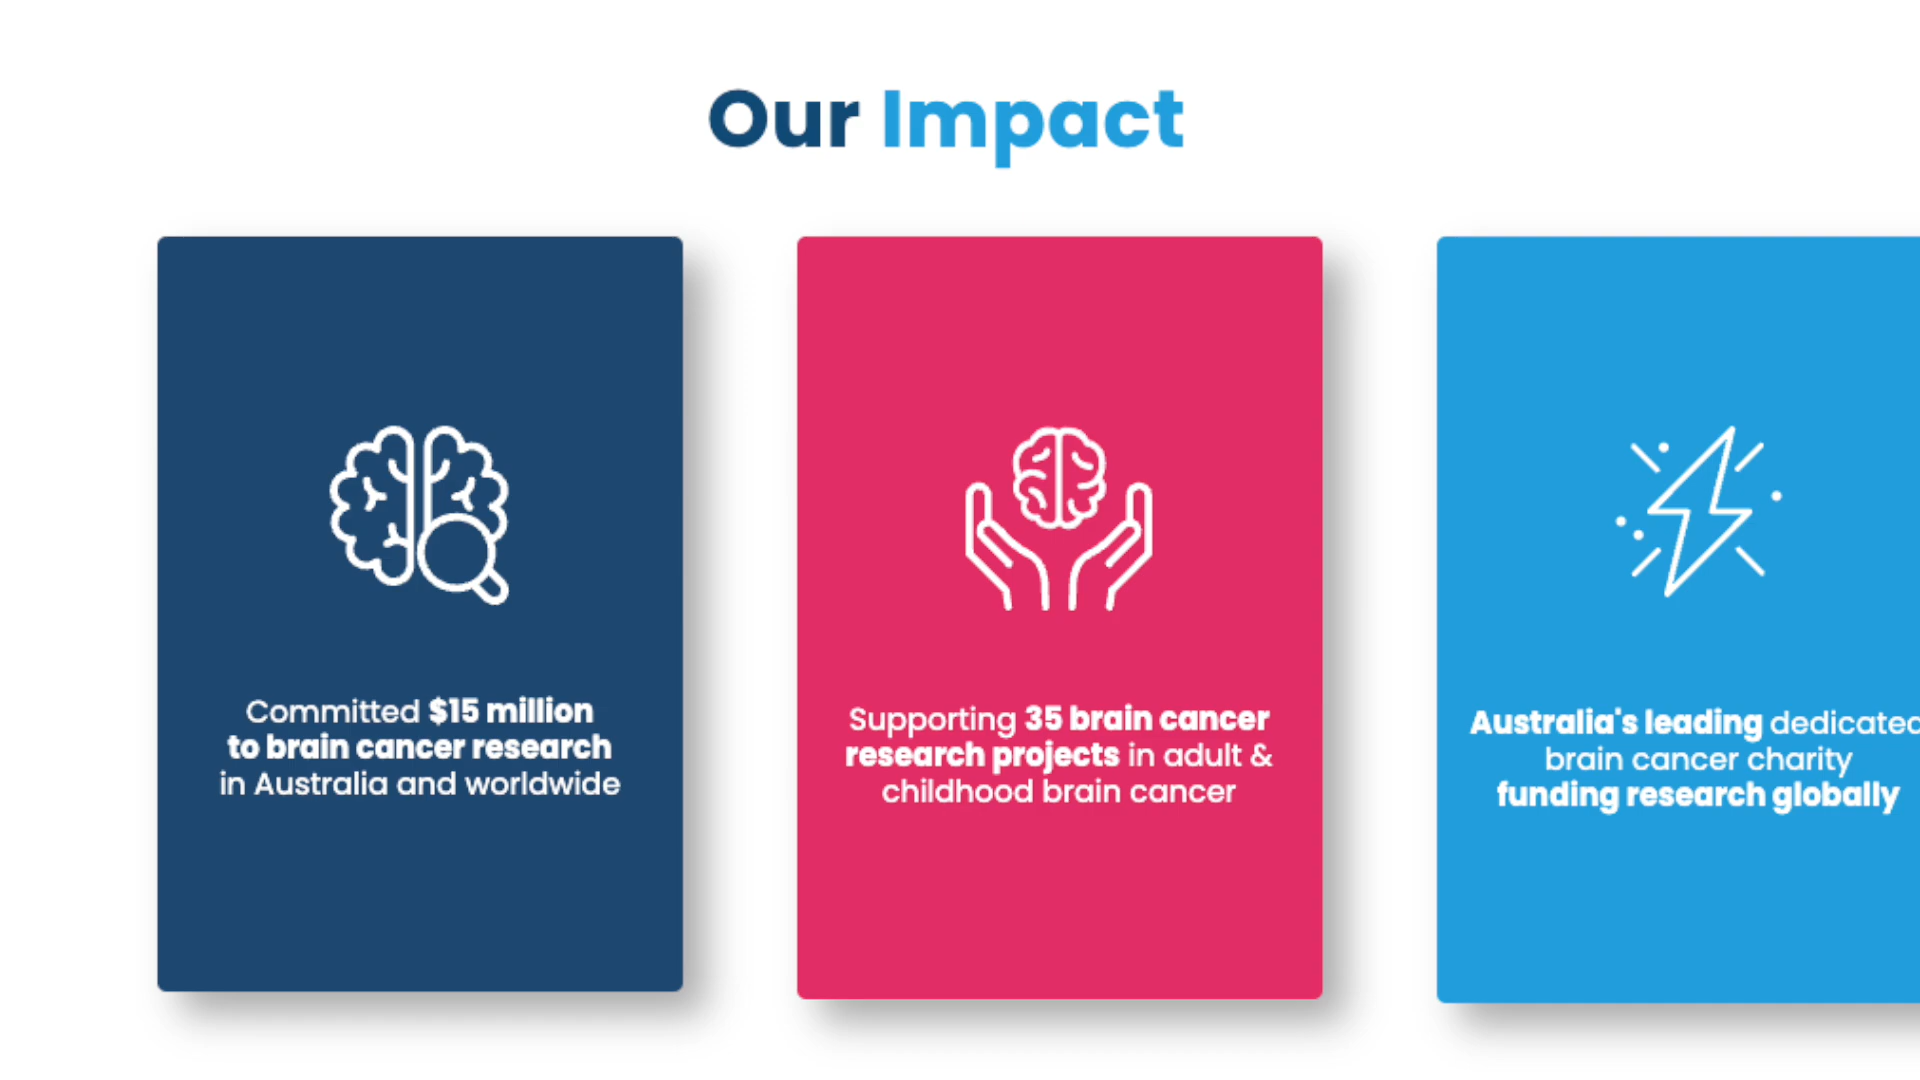 Our Impact
Committed $15 million
to brain cancer research
in Australia and worldwide
Supporting 35 brain cancer
research projects in adult &
childhood brain cancer
Australia's leading dedicated
brain cancer charity
funding research globally